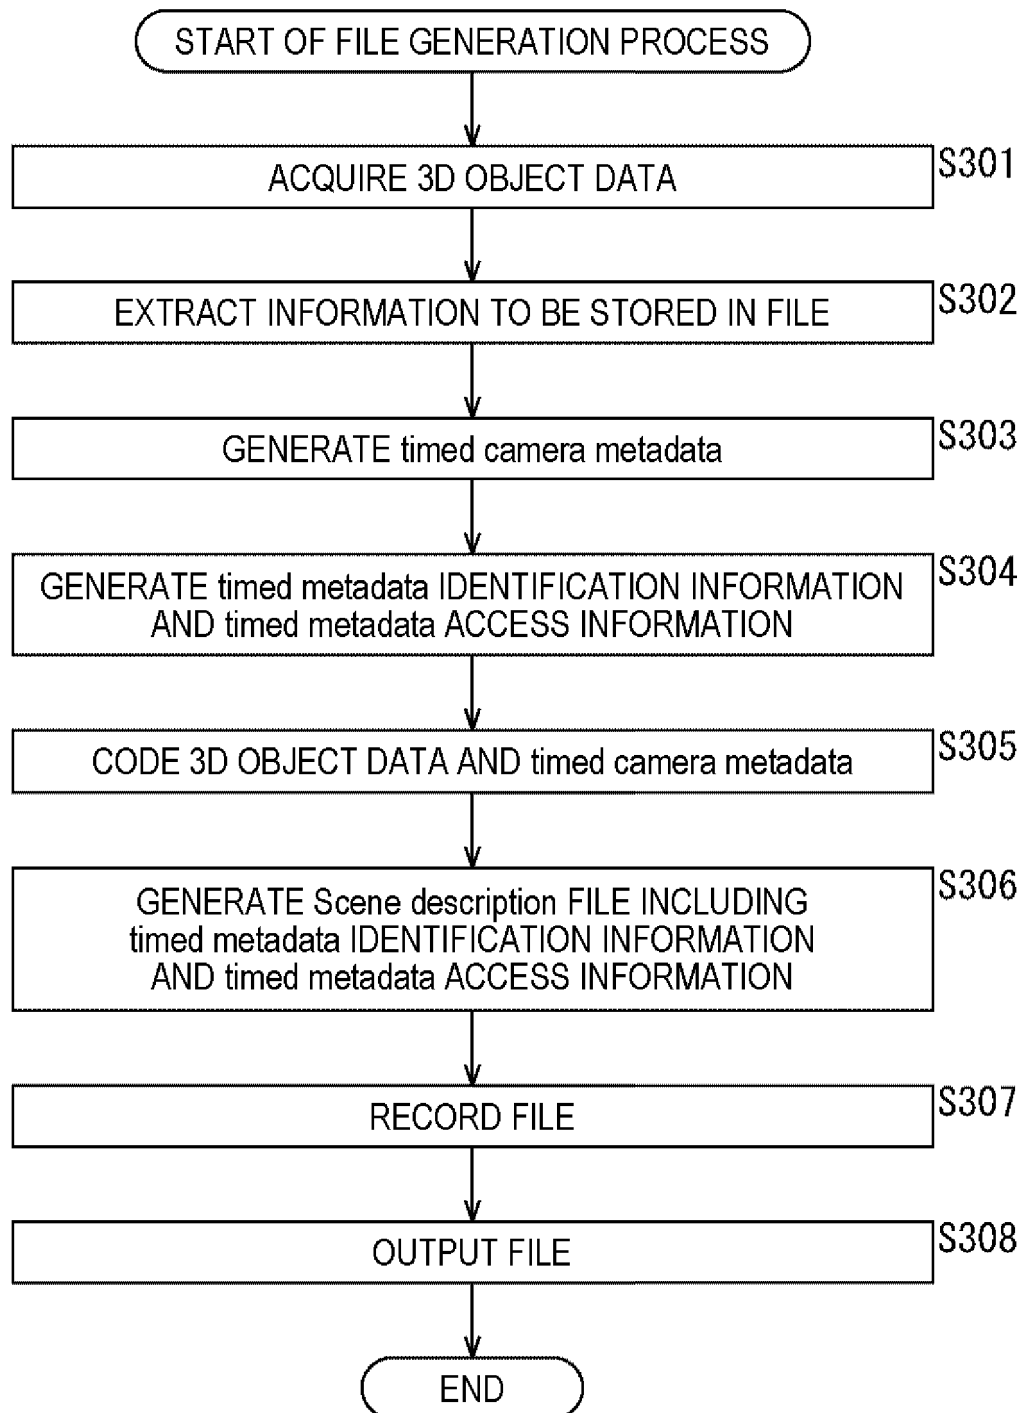 START OF FILE GENERATION PROCESS
S301
ACQUIRE 3D OBJECT DATA
S302
EXTRACT INFORMATION TO BE STORED IN FILE
S303
GENERATE timed camera metadata
S304
GENERATE timed metadata IDENTIFICATION INFORMATION
AND timed metadata ACCESS INFORMATION
S305
CODE 3D OBJECT DATA AND timed camera metadata
S306
GENERATE Scene description FILE INCLUDING
timed metadata IDENTIFICATION INFORMATION
AND timed metadata ACCESS INFORMATION
S307
RECORD FILE
S308
OUTPUT FILE
END